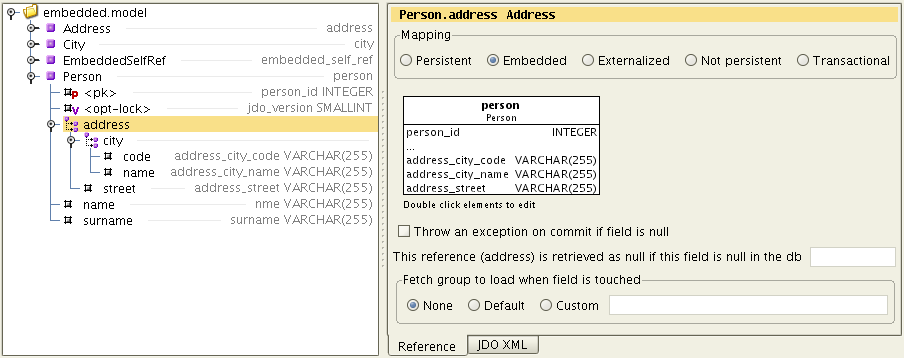 embedded.model
Address address
City city
EmbeddedSelfRef embedded_self_ref
Person person
<pk> person_id INTEGER
<opt-lock> jdo_version SMALLINT
address
city
code address_city_code VARCHAR(255)
name address_city_name VARCHAR(255)
street address_street VARCHAR(255)
name nme VARCHAR(255)
surname surname VARCHAR(255)
Person.address Address
Mapping
Persistent Embedded Externalized Not persistent Transactional
person
Person
person_id INTEGER
...
address_city_code VARCHAR(255)
address_city_name VARCHAR(255)
address_street VARCHAR(255)
Double click elements to edit
Throw an exception on commit if field is null
This reference (address) is retrieved as null if this field is null in the db
Fetch group to load when field is touched
None Default Custom
Reference JDO XML